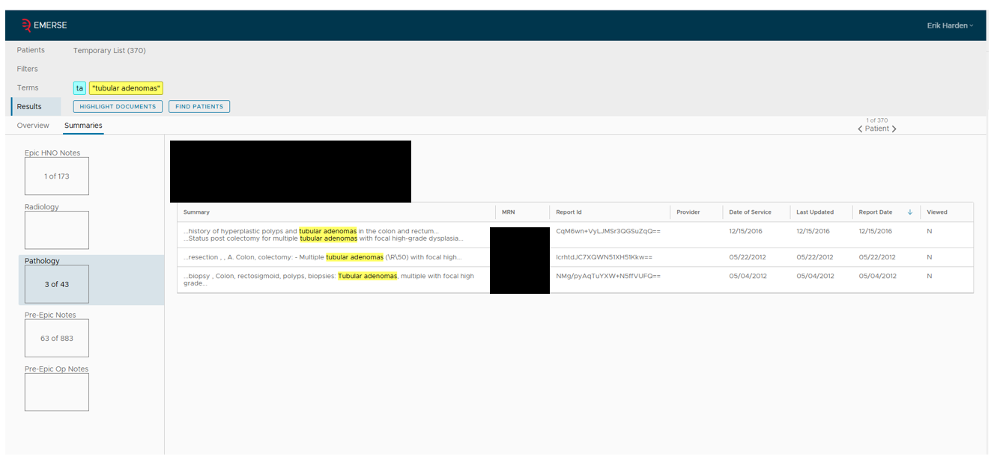 EMERSE
Erik Harden
Patients
Temporary List (370)
Filters
Terms
ta "tubular adenomas"
Results
HIGHLIGHT DOCUMENTS FIND PATIENTS
Overview Summaries
1 of 370
Patient
Epic HNO Notes
1 of 173
Radiology
Pathology
3 of 43
Pre-Epic Notes
63 of 883
Pre-Epic Op Notes
Summary MRN Report Id Provider Date of Service Last Updated Report Date Viewed
...history of hyperplastic polyps and tubular adenomas in the colon and rectum... CqM6wn+VyLJMSr3QGSuZqQ== 12/15/2016 12/15/2016 12/15/2016 N
...Status post colectomy for multiple tubular adenomas with focal high-grade dysplasia...
...resection , , A. Colon, colectomy: - Multiple tubular adenomas (\R\50) with focal high... IcrhtdJC7XQWN51XH51Kkw== 05/22/2012 05/22/2012 05/22/2012 N
...biopsy , Colon, rectosigmoid, polyps, biopsies: Tubular adenomas, multiple with focal high NMg/pyAqTuYXW+N5ffVUFQ== 05/04/2012 05/04/2012 05/04/2012 N
grade...